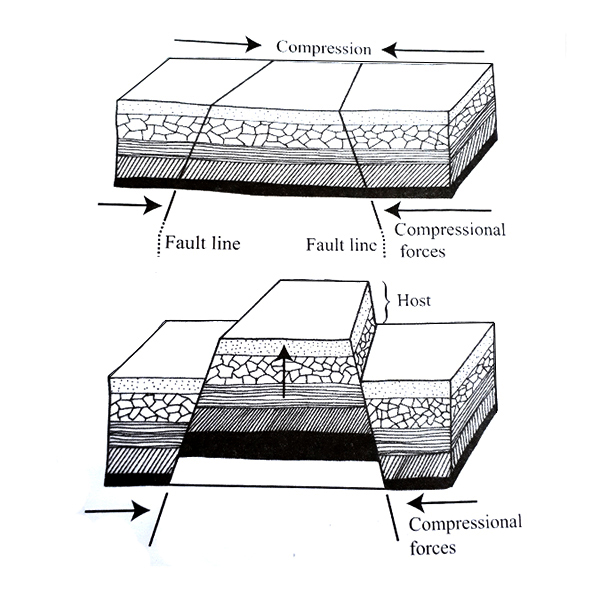 Compression
Fault line
Fault line
Compressional
forces
Host
Compressional
forces